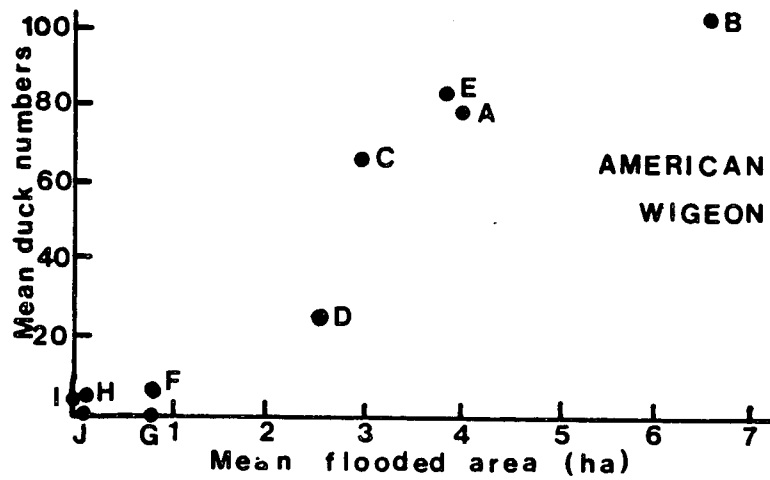 Mean duck numbers
100
80
60
40
20
B
E
A
C
D
I
H
F
J
G
AMERICAN
WIGEON
1
2
3
4
5
6
7
Mean flooded area (ha)